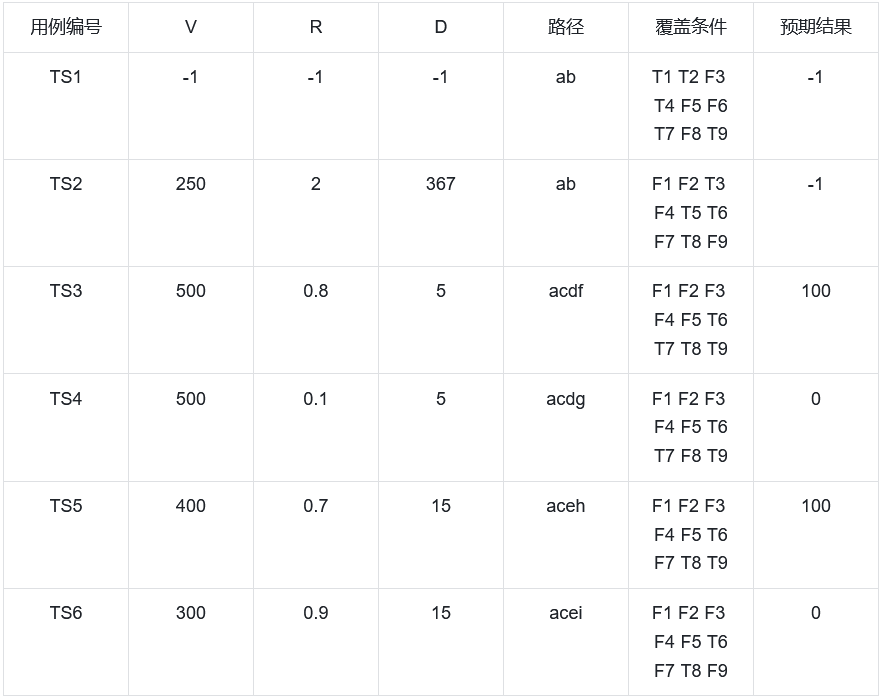 用例编号 V R D 路径 覆盖条件 预期结果
TS1 -1 -1 -1 ab T1 T2 F3 -1
T4 F5 F6
T7 F8 T9
TS2 250 2 367 ab F1 F2 T3 -1
F4 T5 T6
F7 T8 F9
TS3 500 0.8 5 acdf F1 F2 F3 100
F4 F5 T6
T7 T8 T9
TS4 500 0.1 5 acdg F1 F2 F3 0
F4 F5 T6
T7 F8 T9
TS5 400 0.7 15 aceh F1 F2 F3 100
F4 F5 T6
F7 T8 T9
TS6 300 0.9 15 acei F1 F2 F3 0
F4 F5 T6
F7 T8 F9